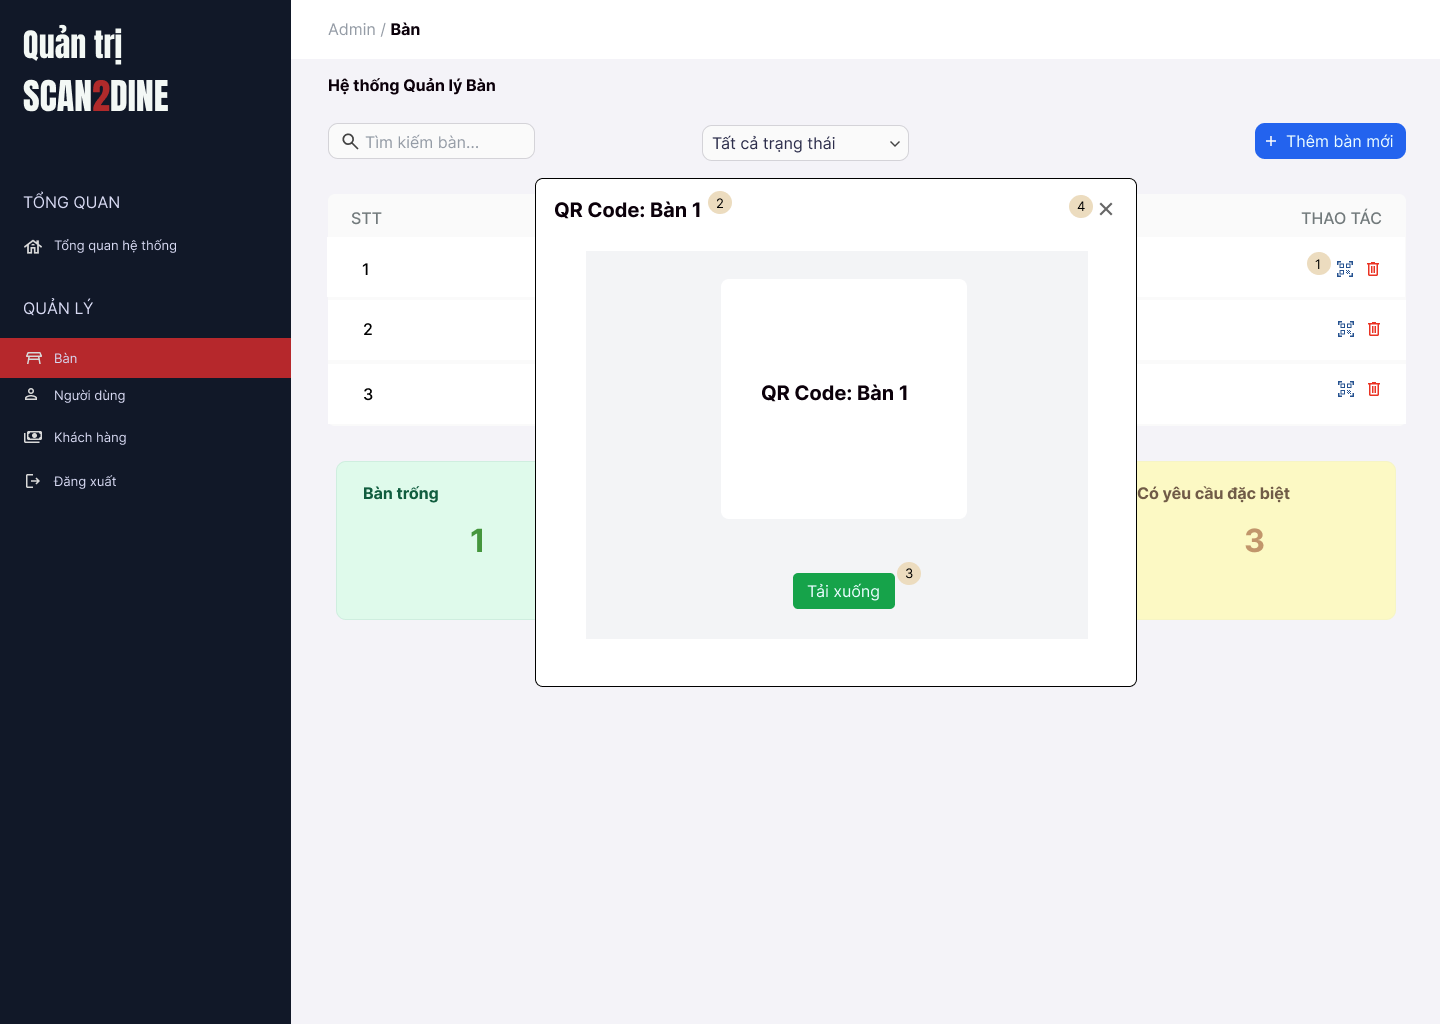 Quản trị
SCAN2DINE
TỔNG QUAN
Tổng quan hệ thống
QUẢN LÝ
Bàn
Người dùng
Khách hàng
Đăng xuất
Admin / Bàn
Hệ thống Quản lý Bàn
Tìm kiếm bàn...
Tất cả trạng thái
+ Thêm bàn mới
STT
THAO TÁC
1
1
2
3
QR Code: Bàn 1
2
4
QR Code: Bàn 1
Tải xuống
3
Bàn trống
1
Có yêu cầu đặc biệt
3